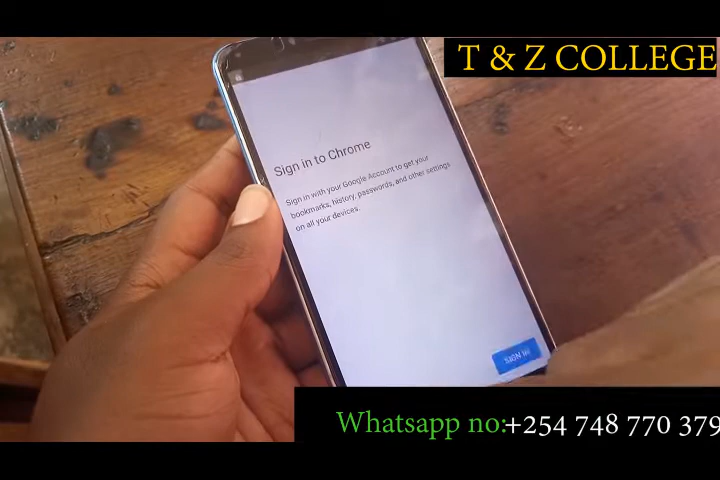 T & Z COLLEGE
Sign in to Chrome
Sign in with your Google Account to get your
bookmarks, history, passwords, and other settings
on all your devices.
SIGN IN
Whatsapp no:+254 748 770 379